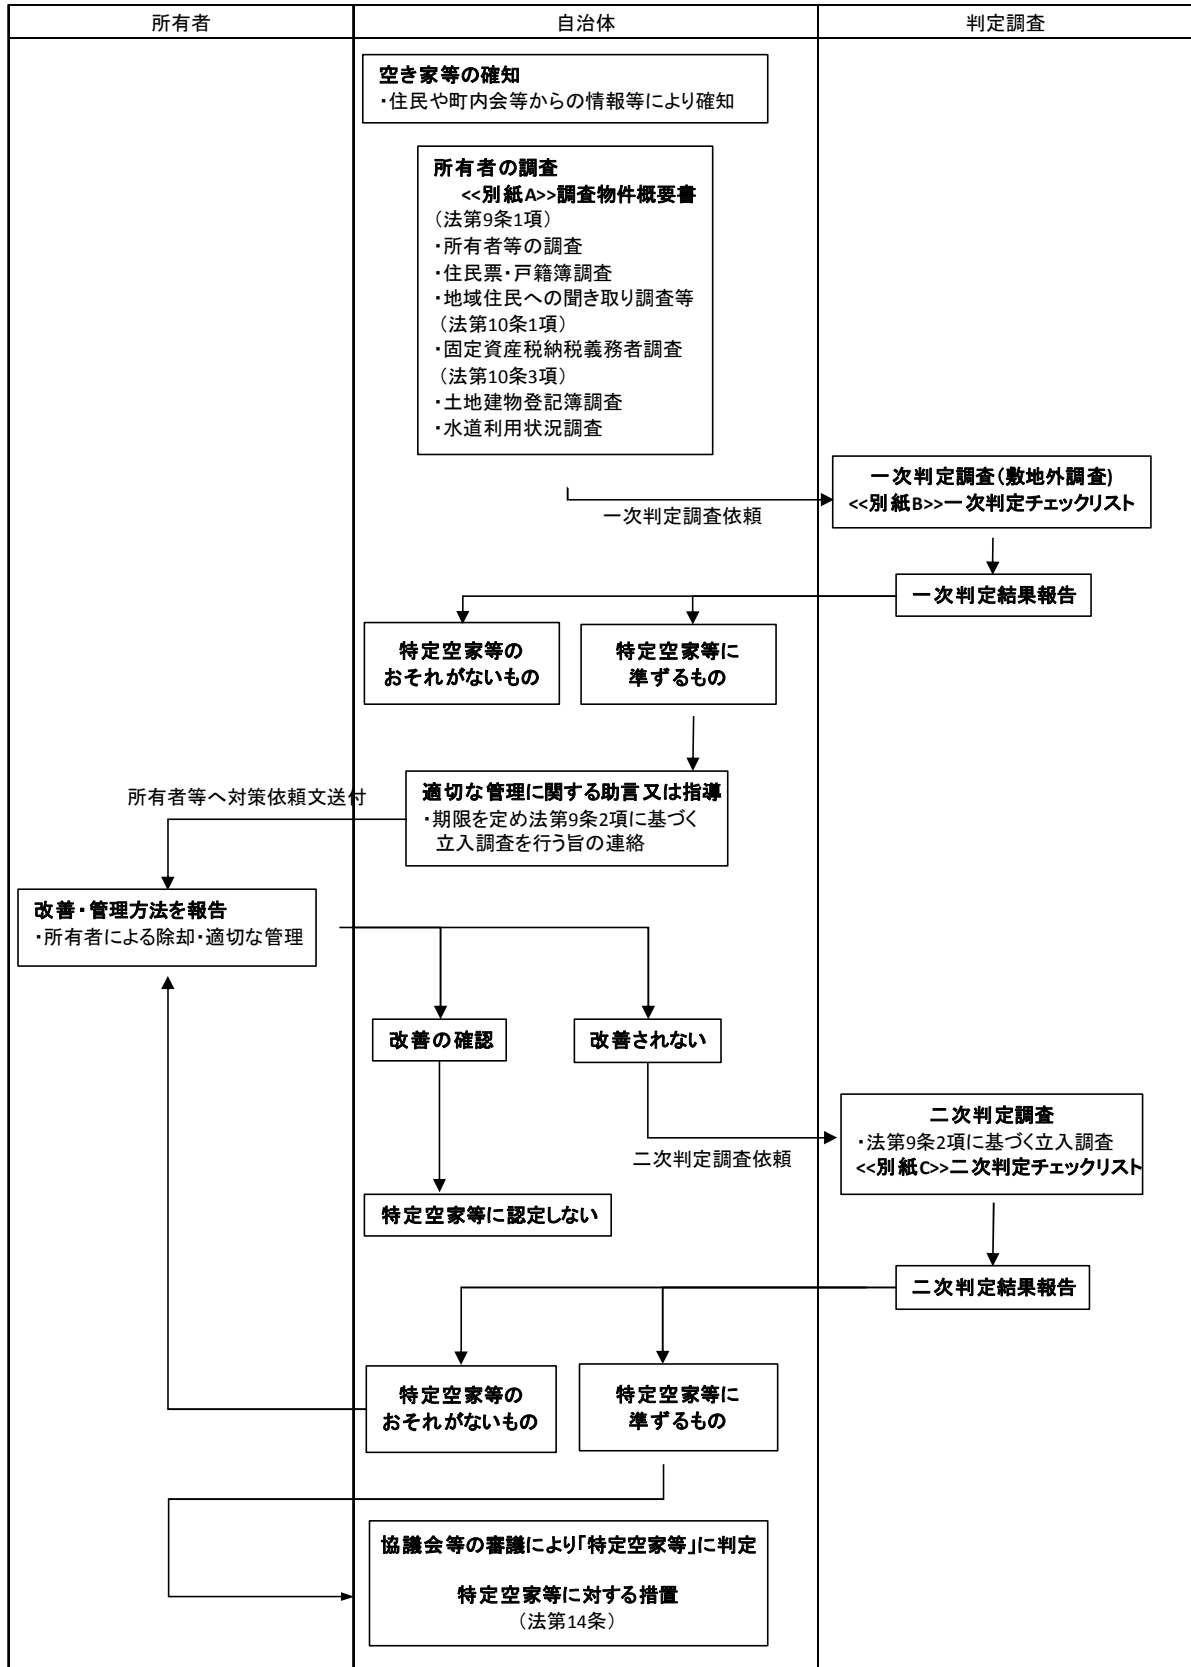 所有者
自治体
判定調査
空き家等の確知
・住民や町内会等からの情報等により確知
所有者の調査
<<別紙A>>調査物件概要書
（法第9条1項）
・所有者等の調査
・住民票・戸籍簿調査
・地域住民への聞き取り調査等
（法第10条1項）
・固定資産税納税義務者調査
（法第10条3項）
・土地建物登記簿調査
・水道利用状況調査
一次判定調査（敷地外調査)
<<別紙B>>一次判定チェックリスト
一次判定調査依頼
一次判定結果報告
特定空家等の
おそれがないもの
特定空家等に
準ずるもの
適切な管理に関する助言又は指導
・期限を定め法第9条2項に基づく
立入調査を行う旨の連絡
所有者等へ対策依頼文送付
改善・管理方法を報告
・所有者による除却・適切な管理
改善の確認
改善されない
二次判定調査
・法第9条2項に基づく立入調査
<<別紙C>>二次判定チェックリスト
二次判定調査依頼
特定空家等に認定しない
二次判定結果報告
特定空家等の
おそれがないもの
特定空家等に
準ずるもの
協議会等の審議により「特定空家等」に判定
特定空家等に対する措置
（法第14条）